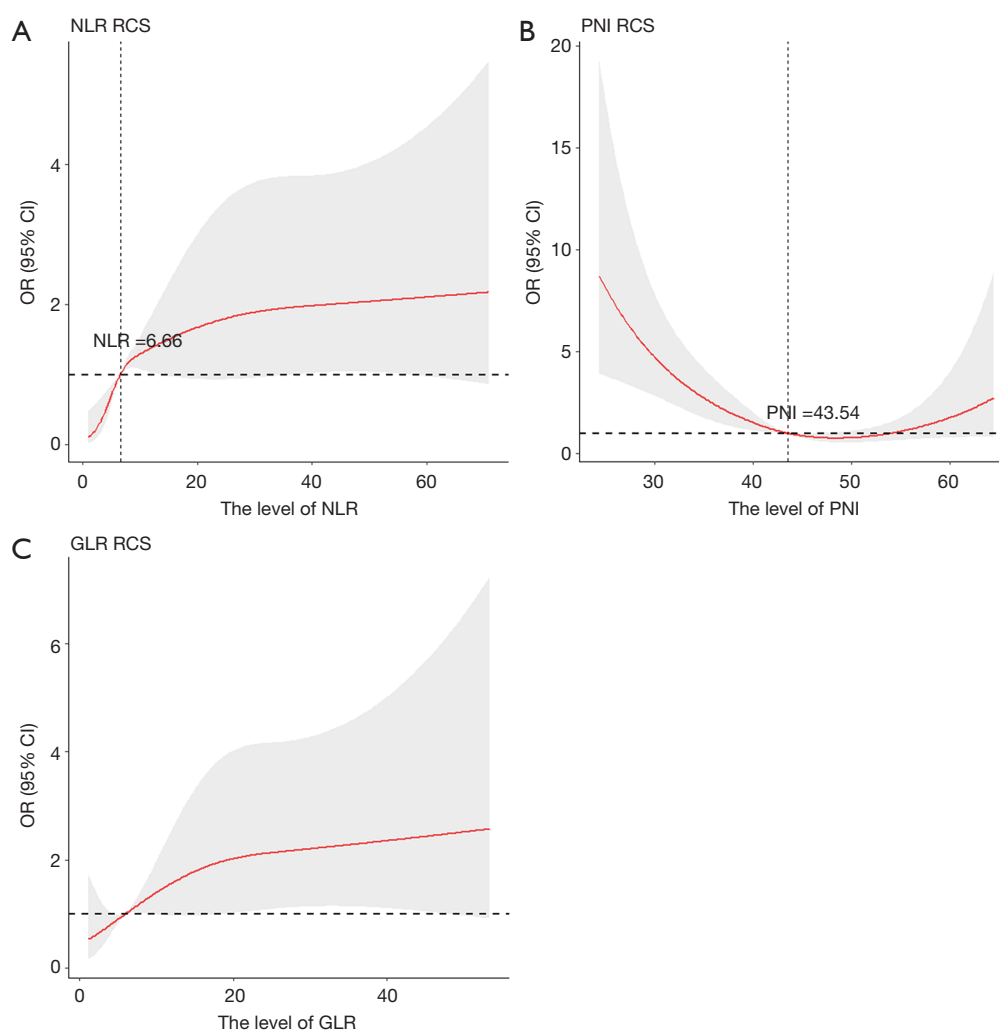 A
NLR RCS
OR (95% CI)
4
2
0
NLR =6.66
0
20
40
60
The level of NLR
B
PNI RCS
OR (95% CI)
20
15
10
5
0
PNI =43.54
30
40
50
60
The level of PNI
C
GLR RCS
OR (95% CI)
6
4
2
0
0
20
40
The level of GLR